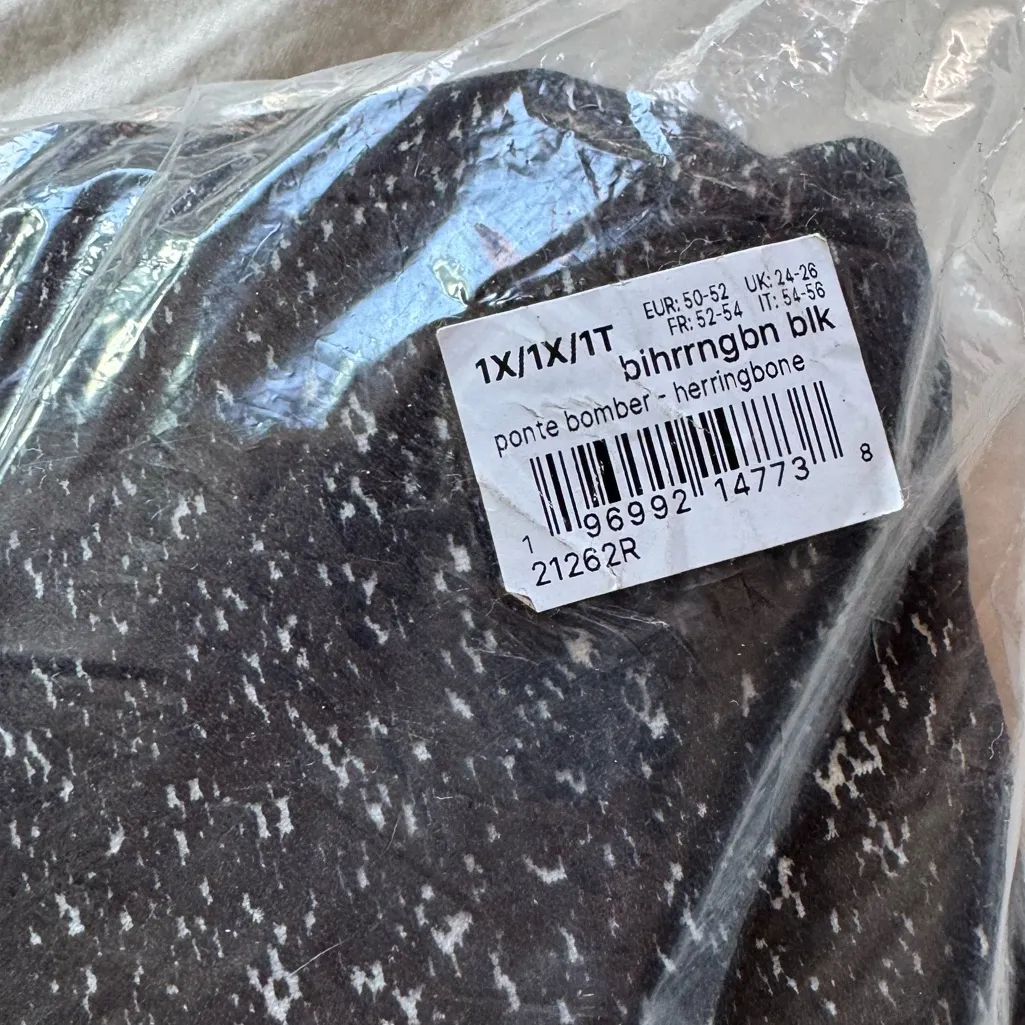 1X/1X/1T
EUR: 50-52 UK: 24-26
FR: 52-54 IT: 54-56
bihrrngbn blk
ponte bomber - herringbone
1 96992 14773 8
21262R